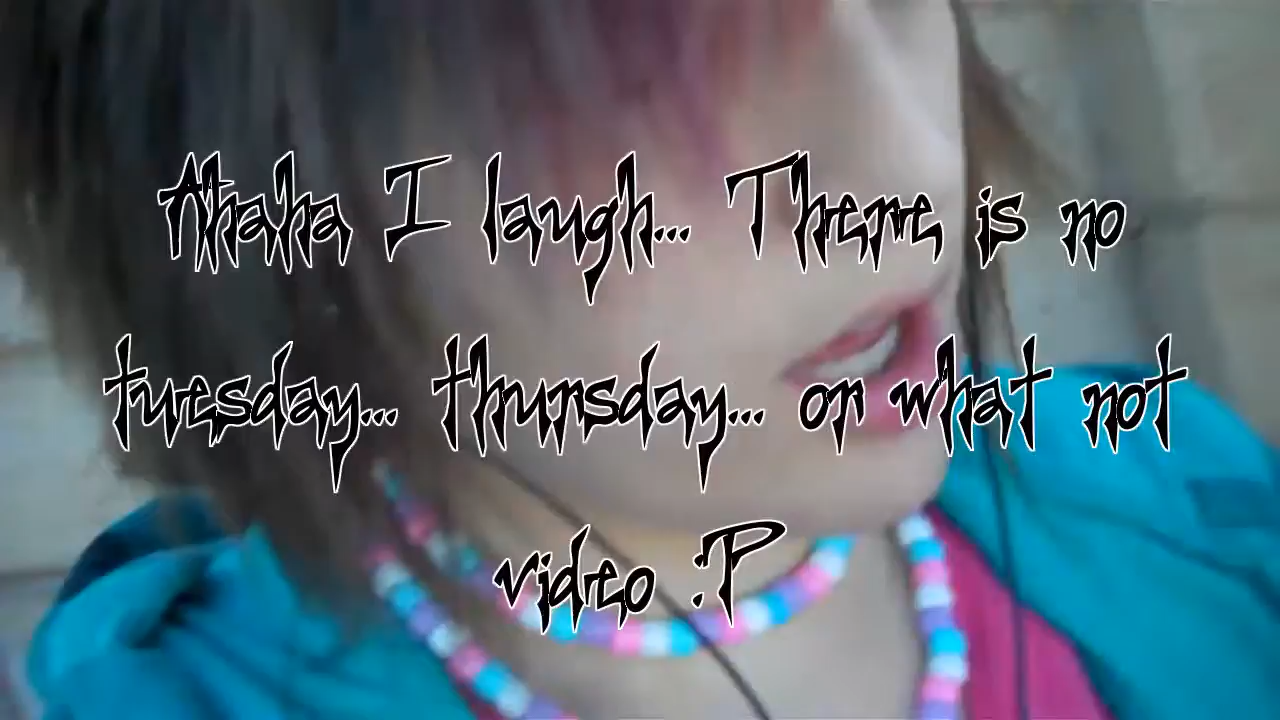 Ahaha I laugh... There is no
tuesday... thursday... or what not
video :P